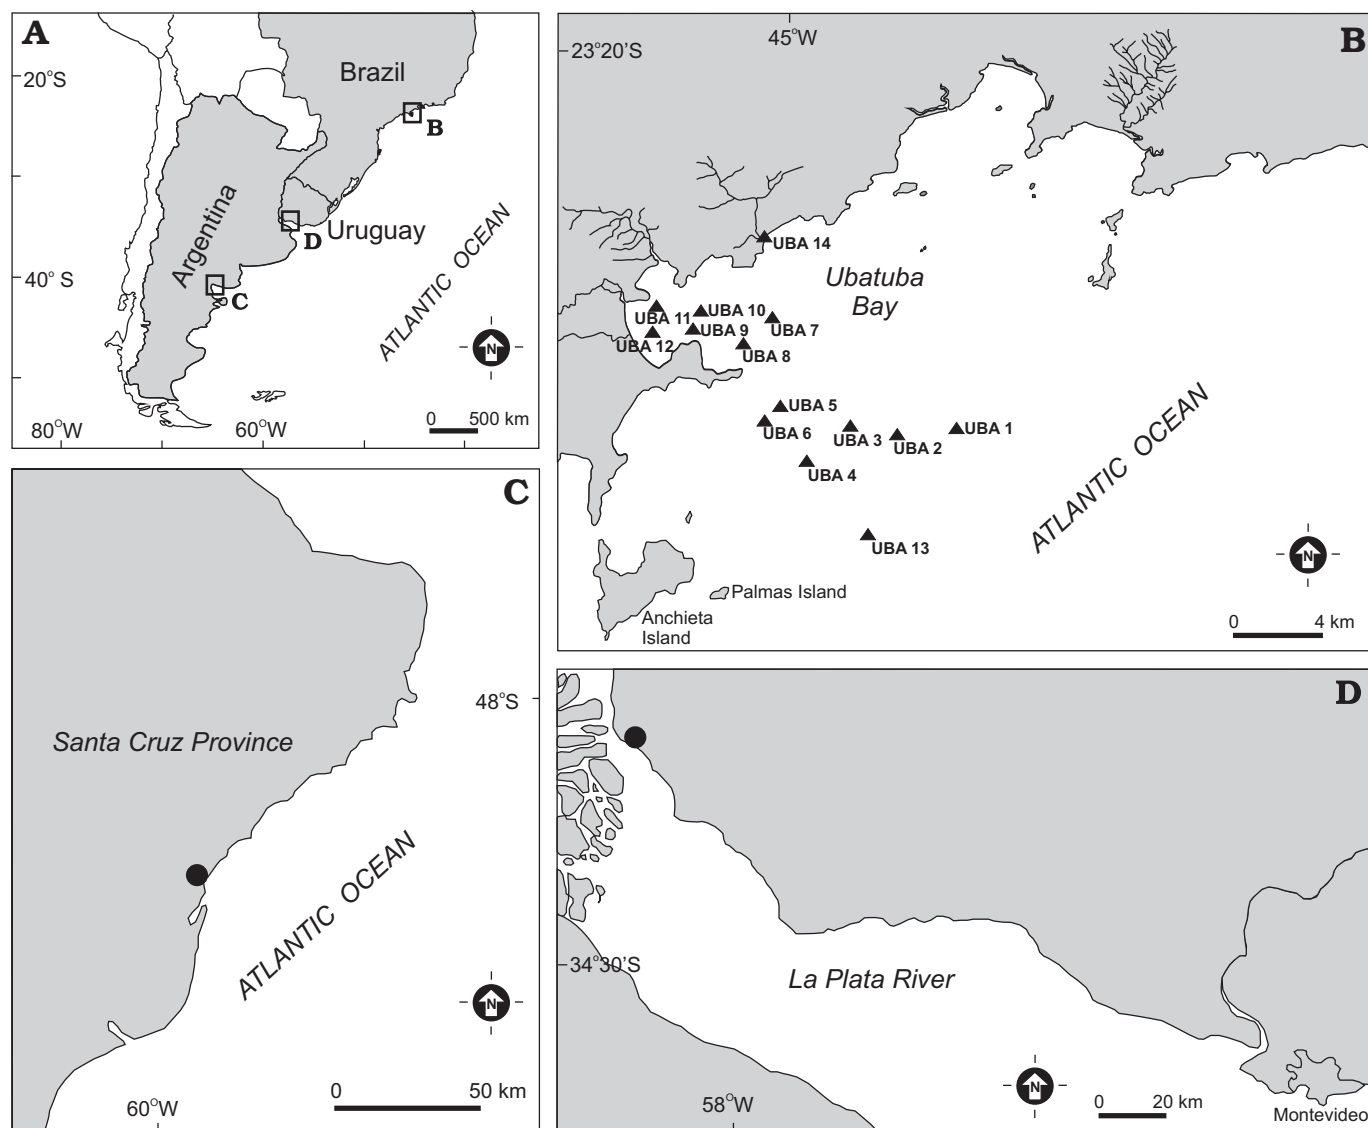 A
20°S
Brazil
B
Argentina
D
Uruguay
40° S
C
ATLANTIC OCEAN
N
0 500 km
80°W
60°W
B
23°20'S
45°W
UBA 14
Ubatuba
Bay
UBA 10
UBA 11
UBA 9
UBA 7
UBA 12
UBA 8
UBA 5
UBA 6
UBA 3
UBA 2
UBA 1
UBA 4
UBA 13
ATLANTIC OCEAN
N
Palmas Island
Anchieta
Island
0 4 km
C
48°S
Santa Cruz Province
ATLANTIC OCEAN
N
0 50 km
60°W
D
34°30'S
La Plata River
N
58°W
0 20 km
Montevideo